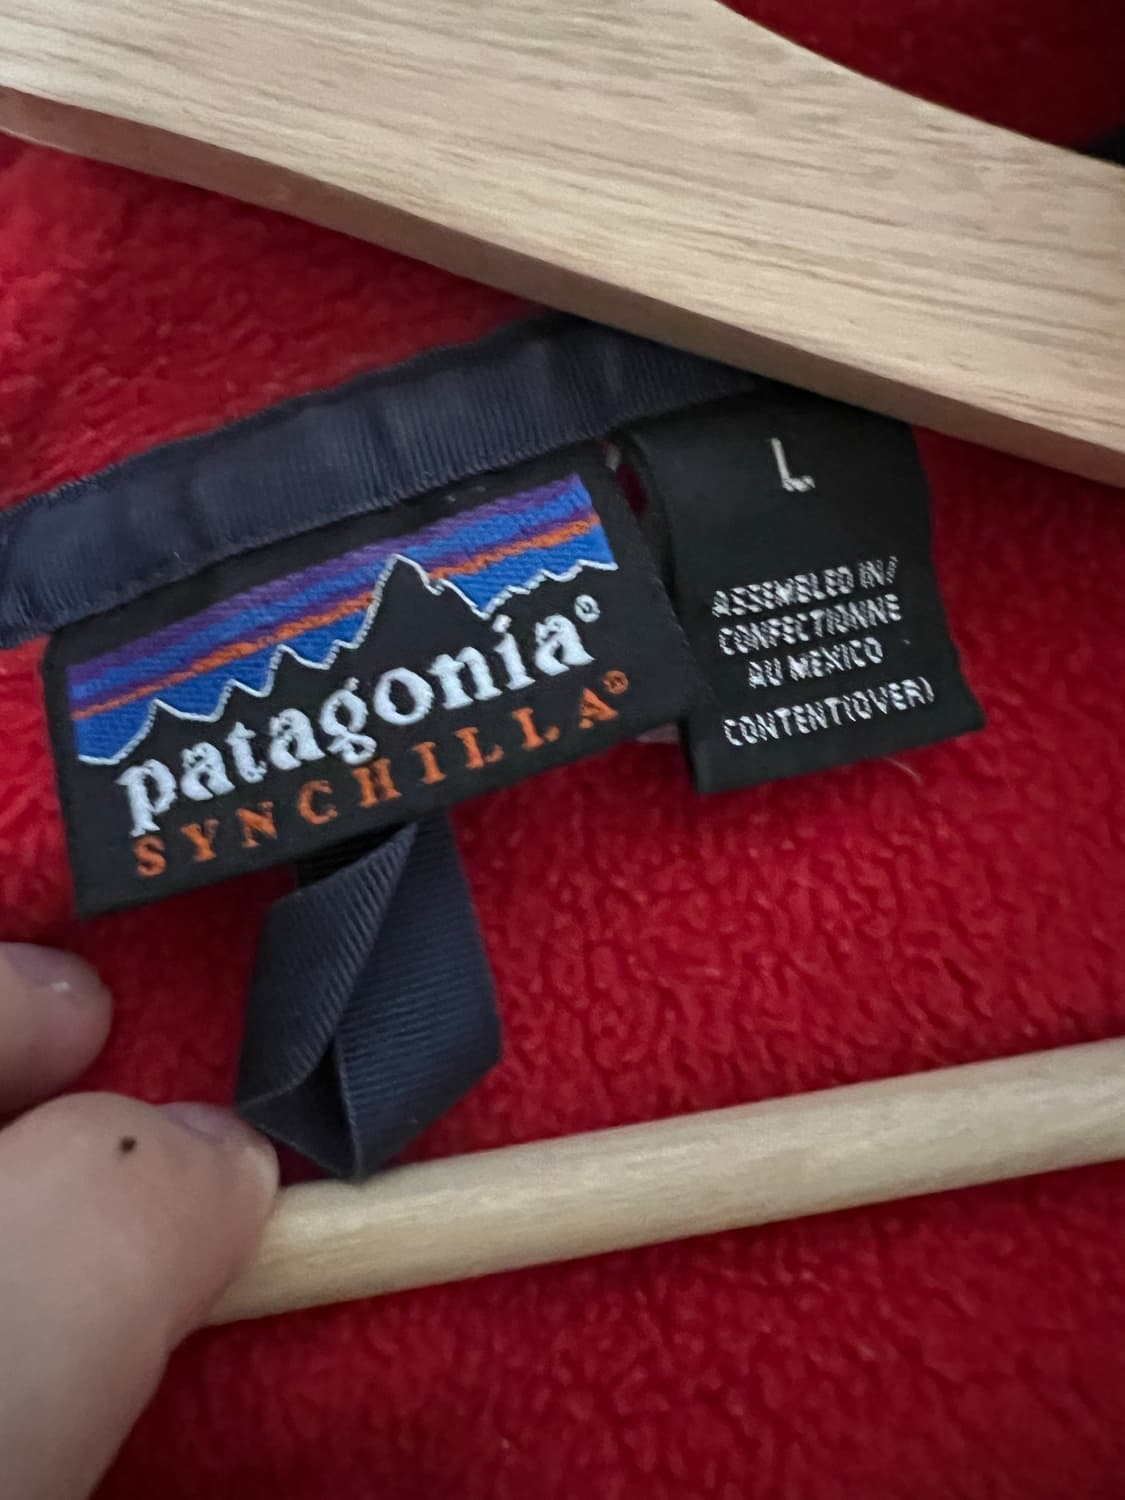 patagonia®
SYNCHILLA®
L
ASSEMBLED IN/
CONFECTIONNE
AU MEXICO
CONTENT(OVER)